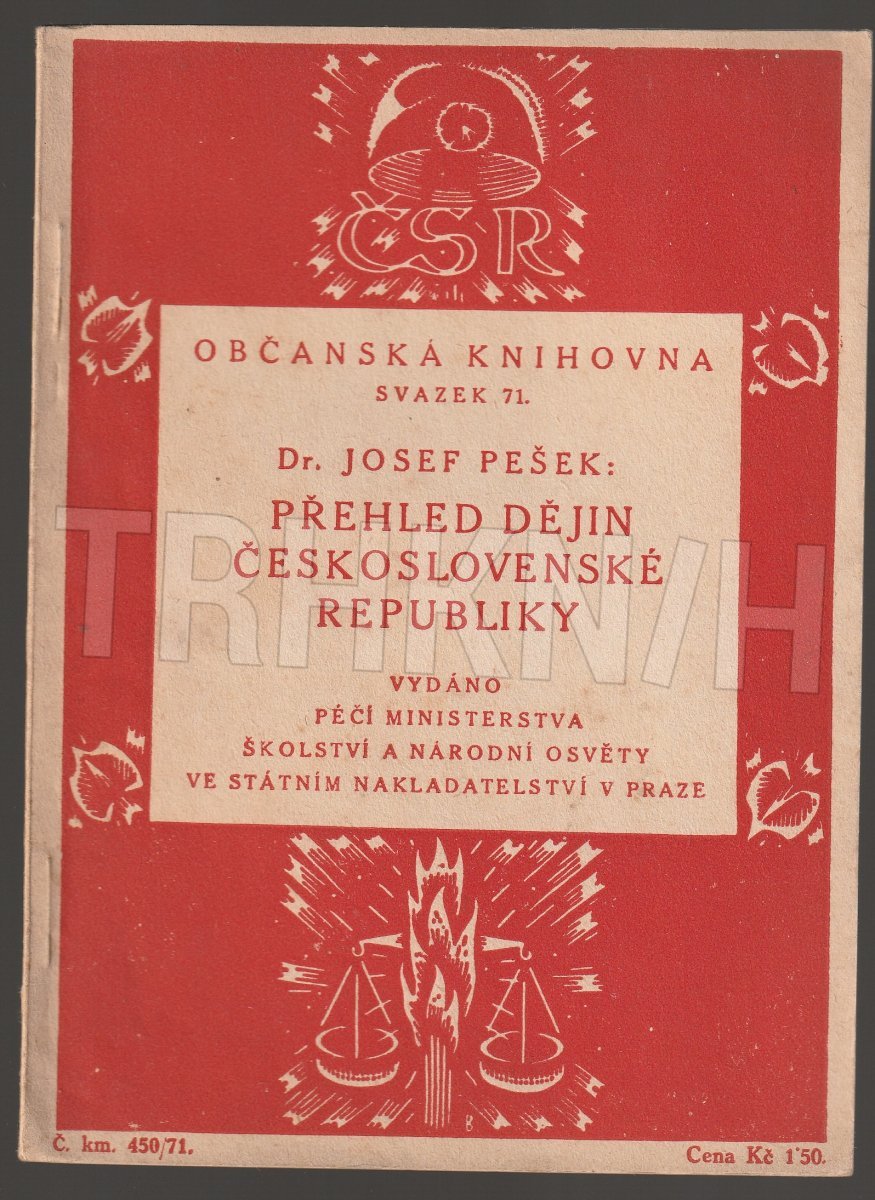 ČSR
OBČANSKÁ KNIHOVNA
SVAZEK 71.
Dr. JOSEF PEŠEK:
PŘEHLED DĚJIN
ČESKOSLOVENSKÉ
REPUBLIKY
TRHKNIH
VYDÁNO
PÉČÍ MINISTERSTVA
ŠKOLSTVÍ A NÁRODNÍ OSVĚTY
VE STÁTNÍM NAKLADATELSTVÍ V PRAZE
Č. km. 450/71.
Cena Kč 1˙50.